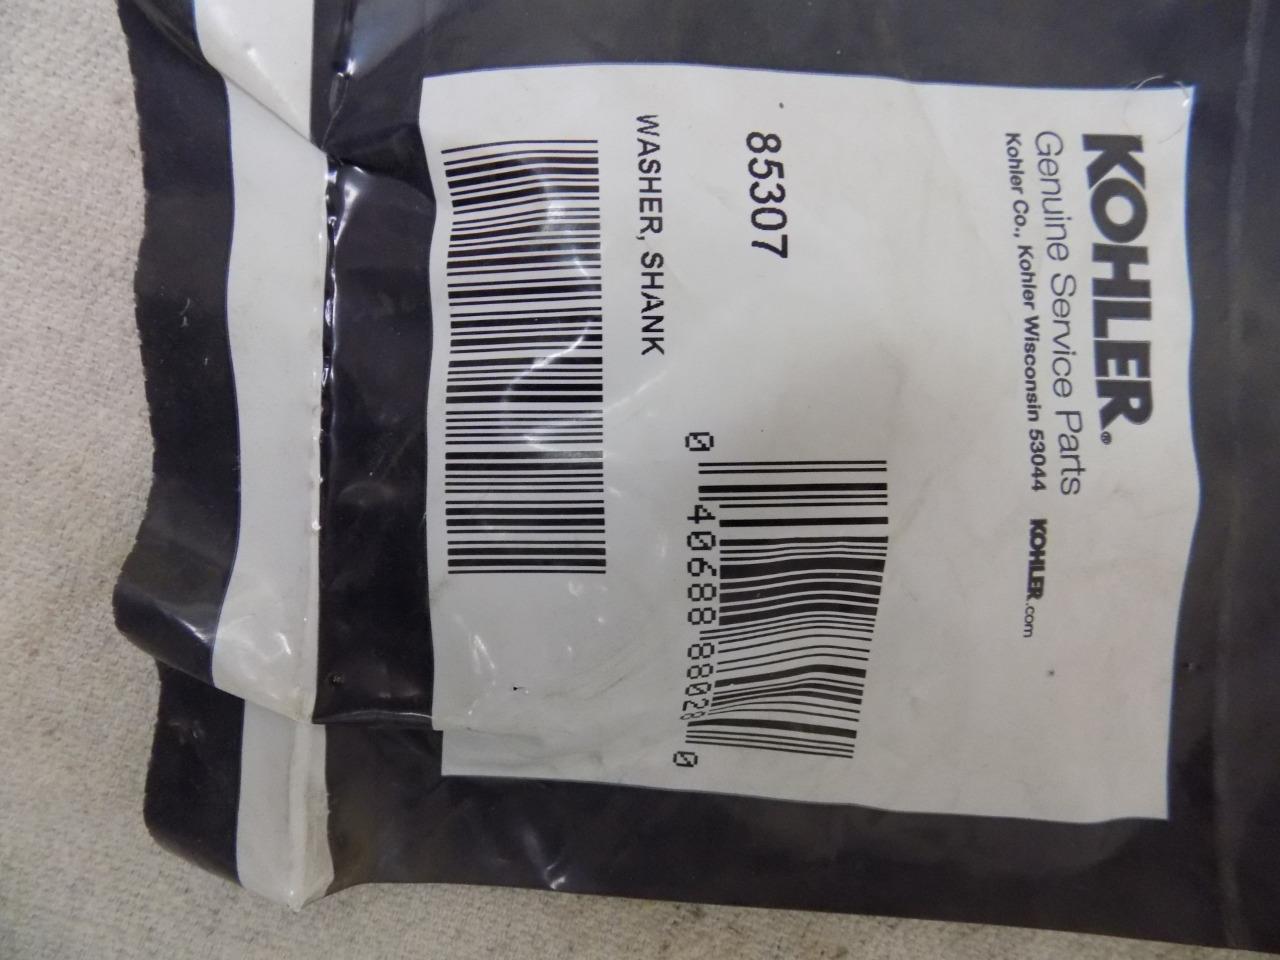 KOHLER®
Genuine Service Parts
Kohler Co., Kohler Wisconsin 53044 KOHLER.com
85307
0 40688 88028 0
WASHER, SHANK